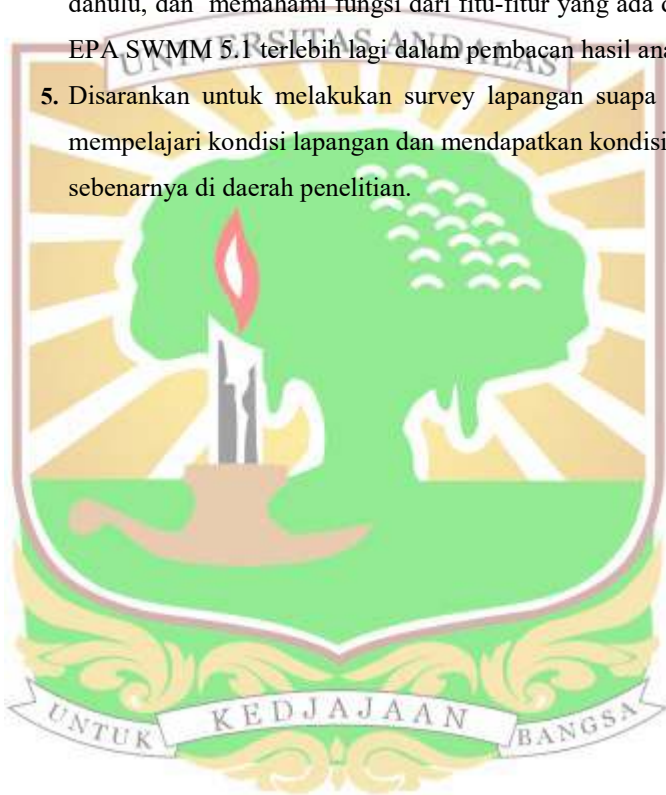 dahulu, dan memahami fungsi dari fitu-fitur yang ada d
EPA SWMM 5.1 terlebih lagi dalam pembacan hasil ana
UNIVERSITAS ANDALAS
5. Disarankan untuk melakukan survey lapangan suapa
mempelajari kondisi lapangan dan mendapatkan kondisi
sebenarnya di daerah penelitian.
UNTUK KEDJAJAAN BANGSA